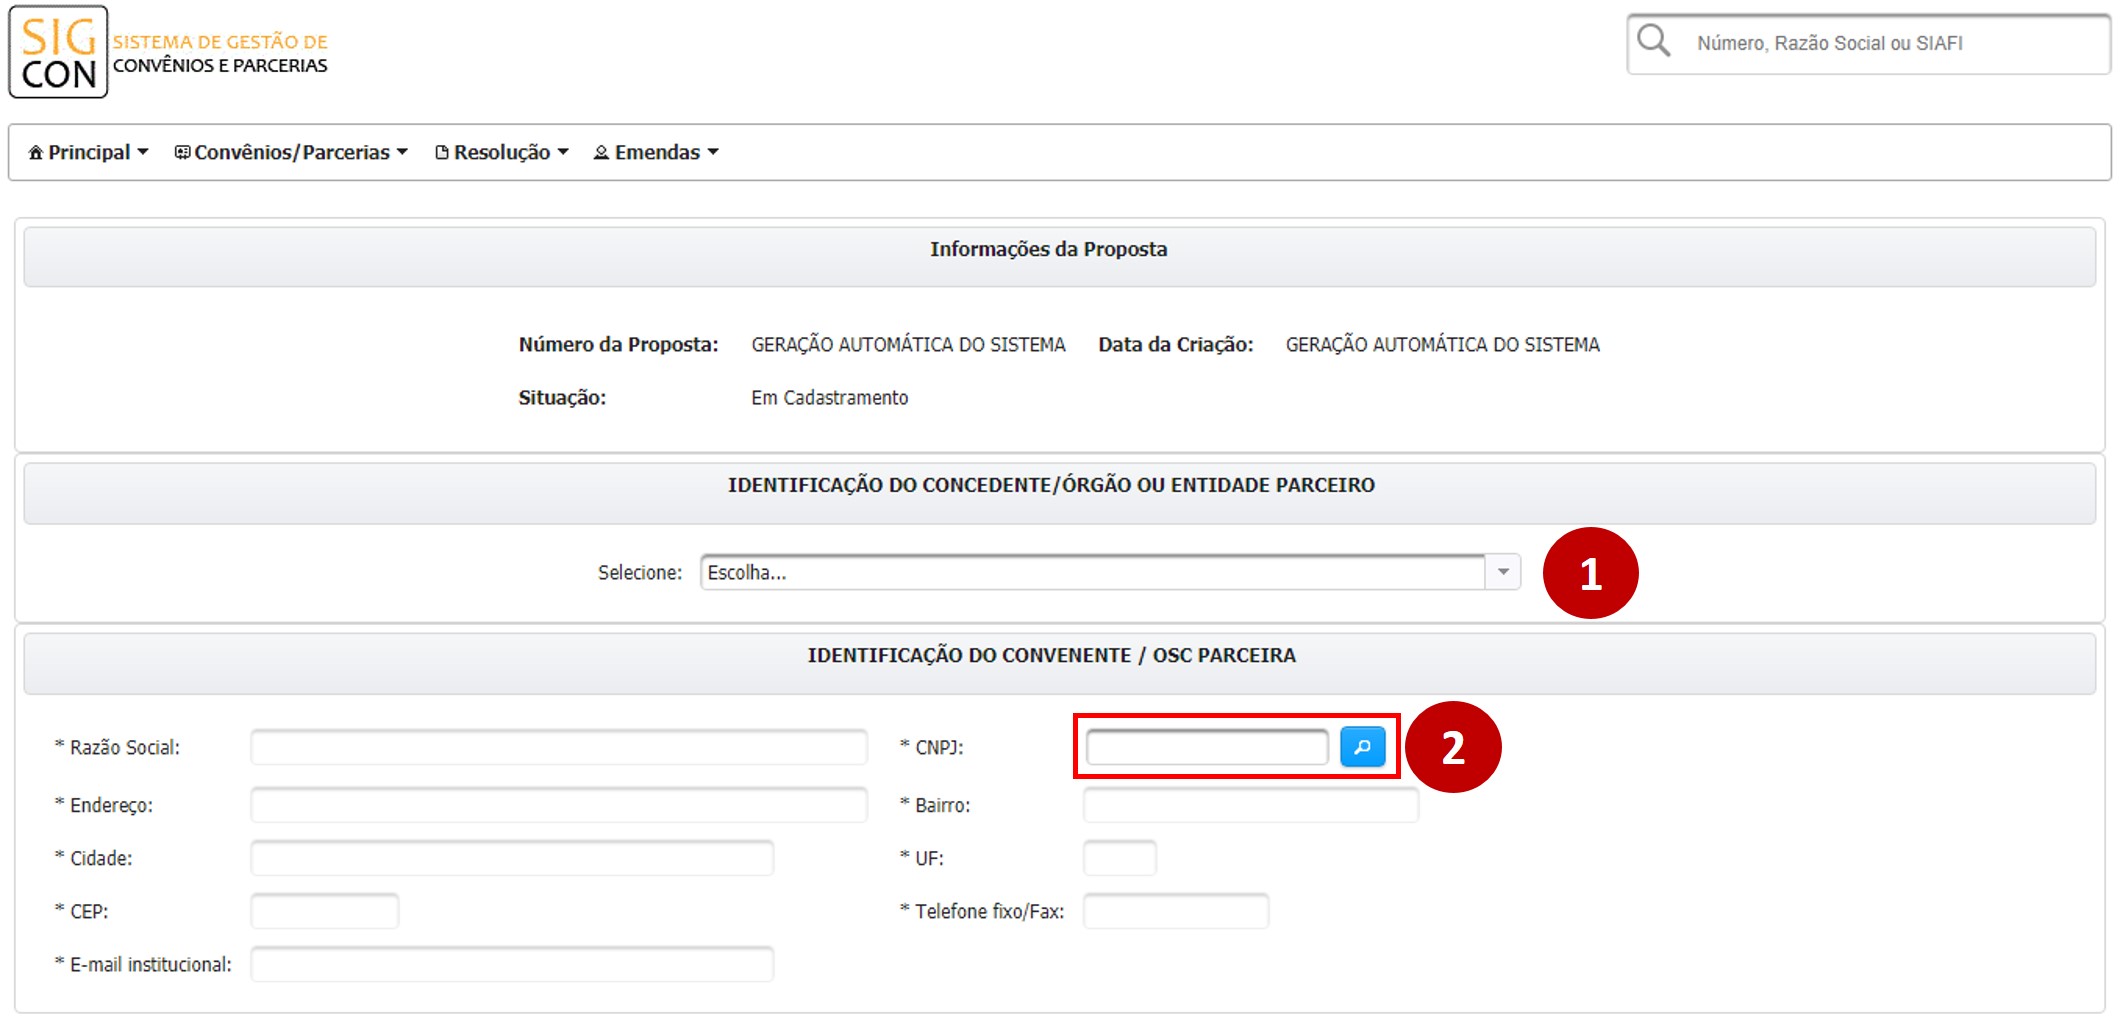 SIG
CON
SISTEMA DE GESTÃO DE
CONVÊNIOS E PARCERIAS
Número, Razão Social ou SIAFI
Principal Convênios/Parcerias Resolução Emendas
Informações da Proposta
Número da Proposta: GERAÇÃO AUTOMÁTICA DO SISTEMA Data da Criação: GERAÇÃO AUTOMÁTICA DO SISTEMA
Situação: Em Cadastramento
IDENTIFICAÇÃO DO CONCEDENTE/ÓRGÃO OU ENTIDADE PARCEIRO
Selecione: Escolha... 1
IDENTIFICAÇÃO DO CONVENENTE / OSC PARCEIRA
* Razão Social: * CNPJ: 2
* Endereço: * Bairro:
* Cidade: * UF:
* CEP: * Telefone fixo/Fax:
* E-mail institucional: